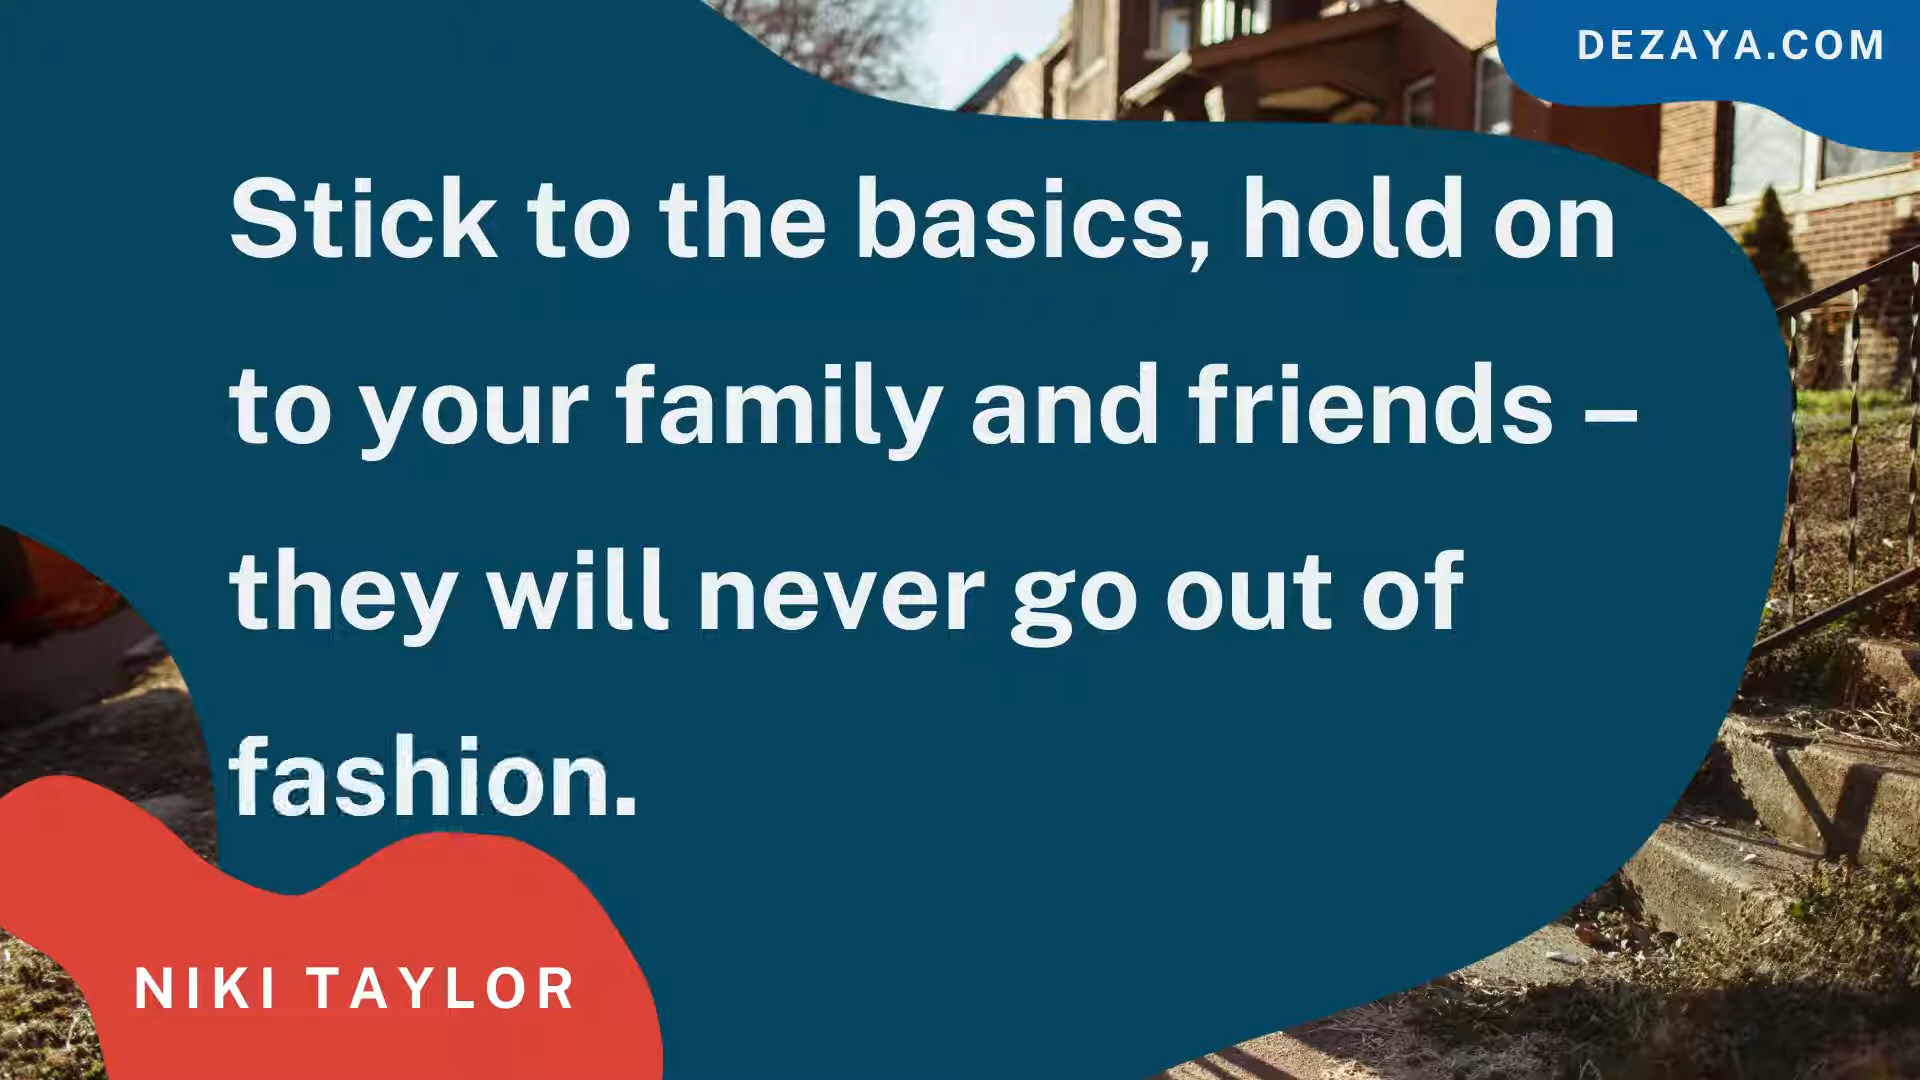 DEZAYA.COM
Stick to the basics, hold on
to your family and friends –
they will never go out of
fashion.
NIKI TAYLOR